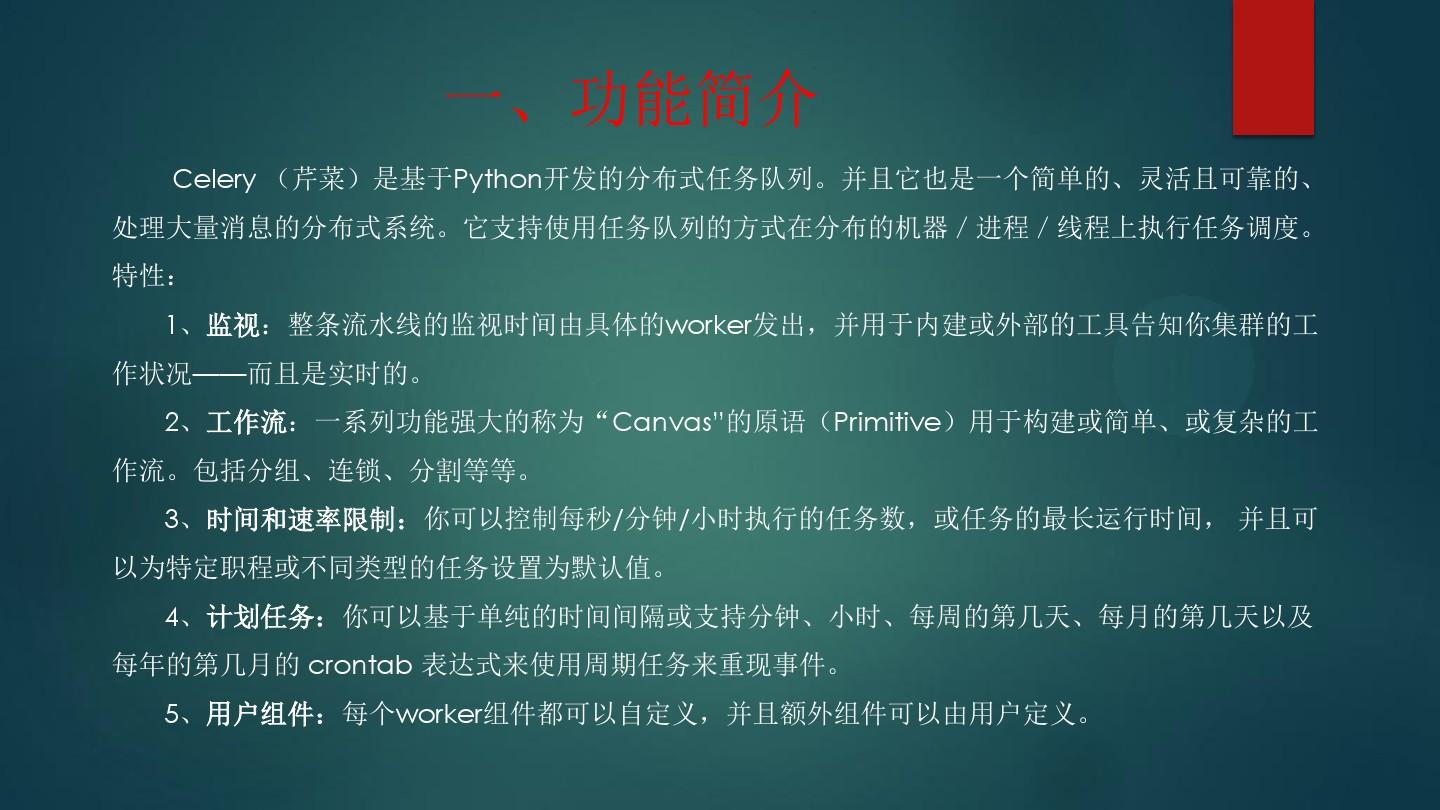 一、功能简介
Celery （芹菜）是基于Python开发的分布式任务队列。并且它也是一个简单的、灵活且可靠的、
处理大量消息的分布式系统。它支持使用任务队列的方式在分布的机器／进程／线程上执行任务调度。
特性：
1、监视：整条流水线的监视时间由具体的worker发出，并用于内建或外部的工具告知你集群的工
作状况——而且是实时的。
2、工作流：一系列功能强大的称为“Canvas”的原语（Primitive）用于构建或简单、或复杂的工
作流。包括分组、连锁、分割等等。
3、时间和速率限制：你可以控制每秒/分钟/小时执行的任务数，或任务的最长运行时间， 并且可
以为特定职程或不同类型的任务设置为默认值。
4、计划任务：你可以基于单纯的时间间隔或支持分钟、小时、每周的第几天、每月的第几天以及
每年的第几月的 crontab 表达式来使用周期任务来重现事件。
5、用户组件：每个worker组件都可以自定义，并且额外组件可以由用户定义。